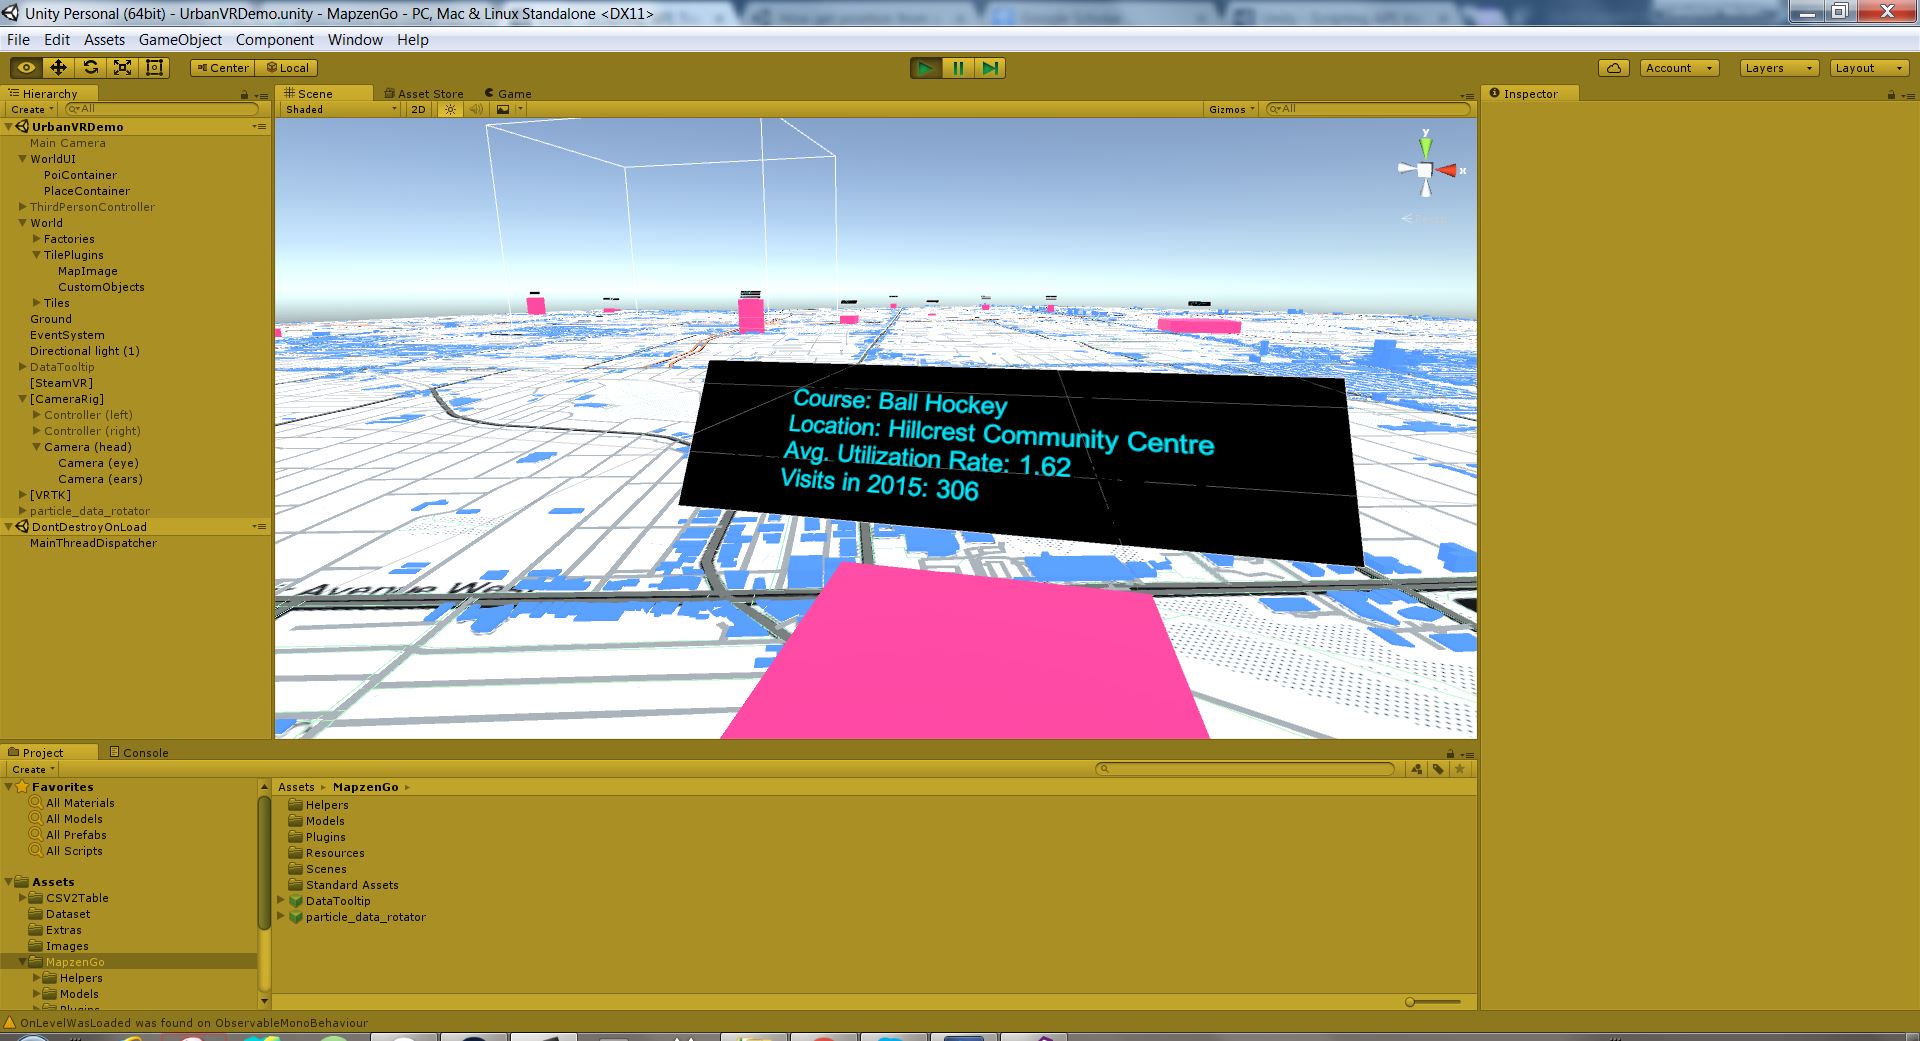 Unity Personal (64bit) - UrbanVRDemo.unity - MapzenGo - PC, Mac & Linux Standalone <DX11>
File Edit Assets GameObject Component Window Help
Center Local Account Layers Layout
Hierarchy
Create All
UrbanVRDemo
Main Camera
WorldUI
PoiContainer
PlaceContainer
ThirdPersonController
World
Factories
TilePlugins
MapImage
CustomObjects
Tiles
Ground
EventSystem
Directional light (1)
DataTooltip
[SteamVR]
[CameraRig]
Controller (left)
Controller (right)
Camera (head)
Camera (eye)
Camera (ears)
[VRTK]
particle_data_rotator
DontDestroyOnLoad
MainThreadDispatcher
Scene Asset Store Game
Shaded 2D Gizmos All
y
x
Persp
Course: Ball Hockey
Location: Hillcrest Community Centre
Avg. Utilization Rate: 1.62
Visits in 2015: 306
Avenue West
Inspector
Project Console
Create
Favorites
All Materials
All Models
All Prefabs
All Scripts
Assets
CSV2Table
Dataset
Extras
Images
MapzenGo
Helpers
Models
Plugins
Assets MapzenGo
Helpers
Models
Plugins
Resources
Scenes
Standard Assets
DataTooltip
particle_data_rotator
OnLevelWasLoaded was found on ObservableMonoBehaviour